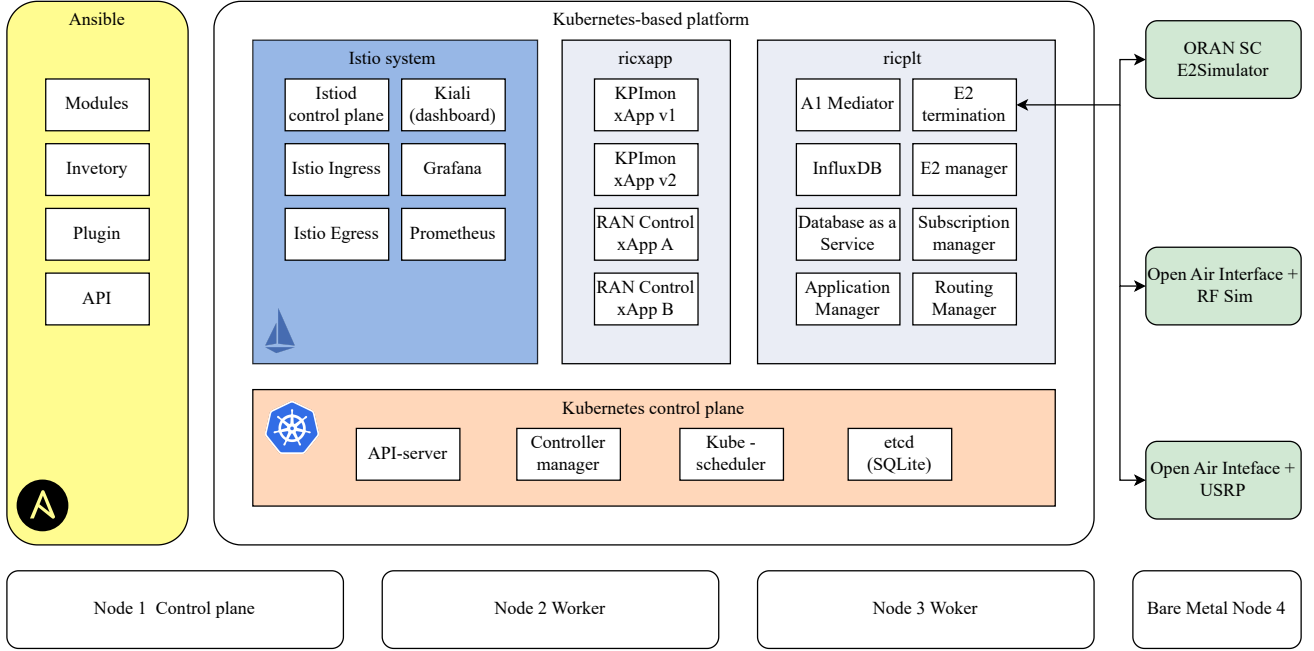 Ansible
Modules
Invetory
Plugin
API
Kubernetes-based platform
Istio system
Istiod
control plane
Kiali
(dashboard)
Istio Ingress
Grafana
Istio Egress
Prometheus
ricxapp
KPImon
xApp v1
KPImon
xApp v2
RAN Control
xApp A
RAN Control
xApp B
ricplt
A1 Mediator
E2
termination
InfluxDB
E2 manager
Database as a
Service
Subscription
manager
Application
Manager
Routing
Manager
Kubernetes control plane
API-server
Controller
manager
Kube -
scheduler
etcd
(SQLite)
ORAN SC
E2Simulator
Open Air Interface +
RF Sim
Open Air Inteface +
USRP
Node 1  Control plane
Node 2 Worker
Node 3 Woker
Bare Metal Node 4